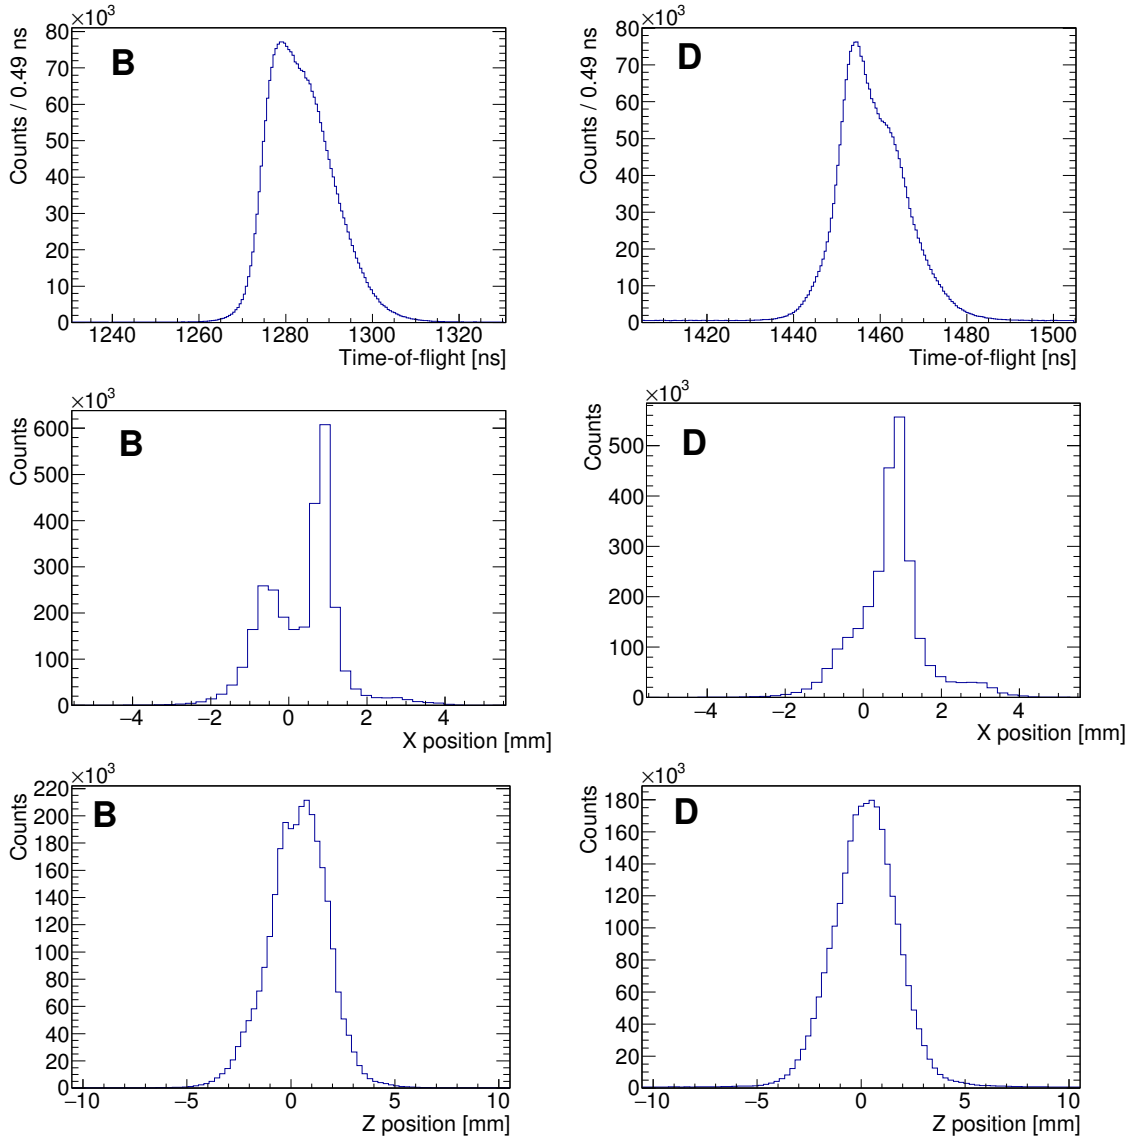 ×10³
Counts / 0.49 ns
B
80
70
60
50
40
30
20
10
0
1240 1260 1280 1300 1320
Time-of-flight [ns]
×10³
Counts / 0.49 ns
D
80
70
60
50
40
30
20
10
0
1420 1440 1460 1480 1500
Time-of-flight [ns]
×10³
Counts
B
600
500
400
300
200
100
0
−4 −2 0 2 4
X position [mm]
×10³
Counts
D
500
400
300
200
100
0
−4 −2 0 2 4
X position [mm]
×10³
Counts
B
220
200
180
160
140
120
100
80
60
40
20
0
−10 −5 0 5 10
Z position [mm]
×10³
Counts
D
180
160
140
120
100
80
60
40
20
0
−10 −5 0 5 10
Z position [mm]